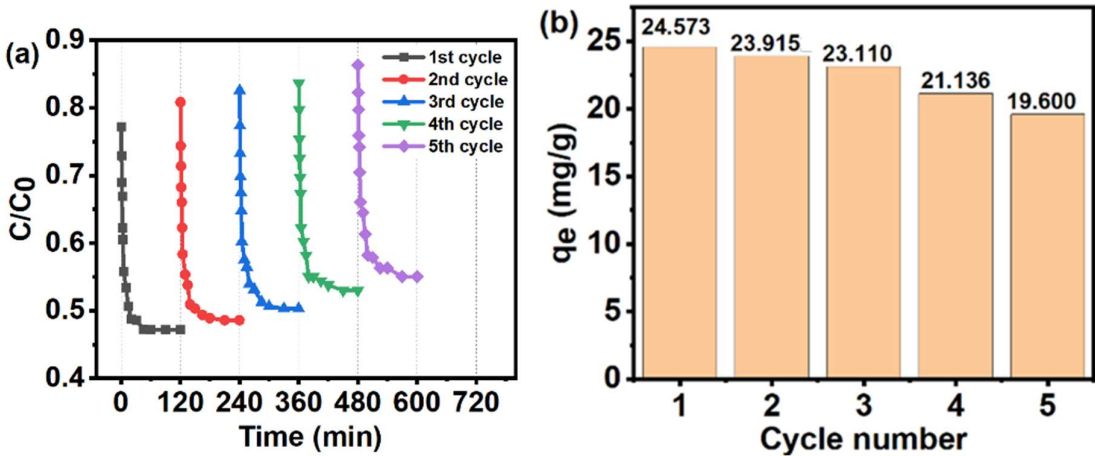 (a)
0.9
0.8
0.7
0.6
0.5
0.4
C/C0
1st cycle
2nd cycle
3rd cycle
4th cycle
5th cycle
0 120 240 360 480 600 720
Time (min)
(b)
25
20
15
10
5
0
qe (mg/g)
24.573
23.915
23.110
21.136
19.600
1 2 3 4 5
Cycle number